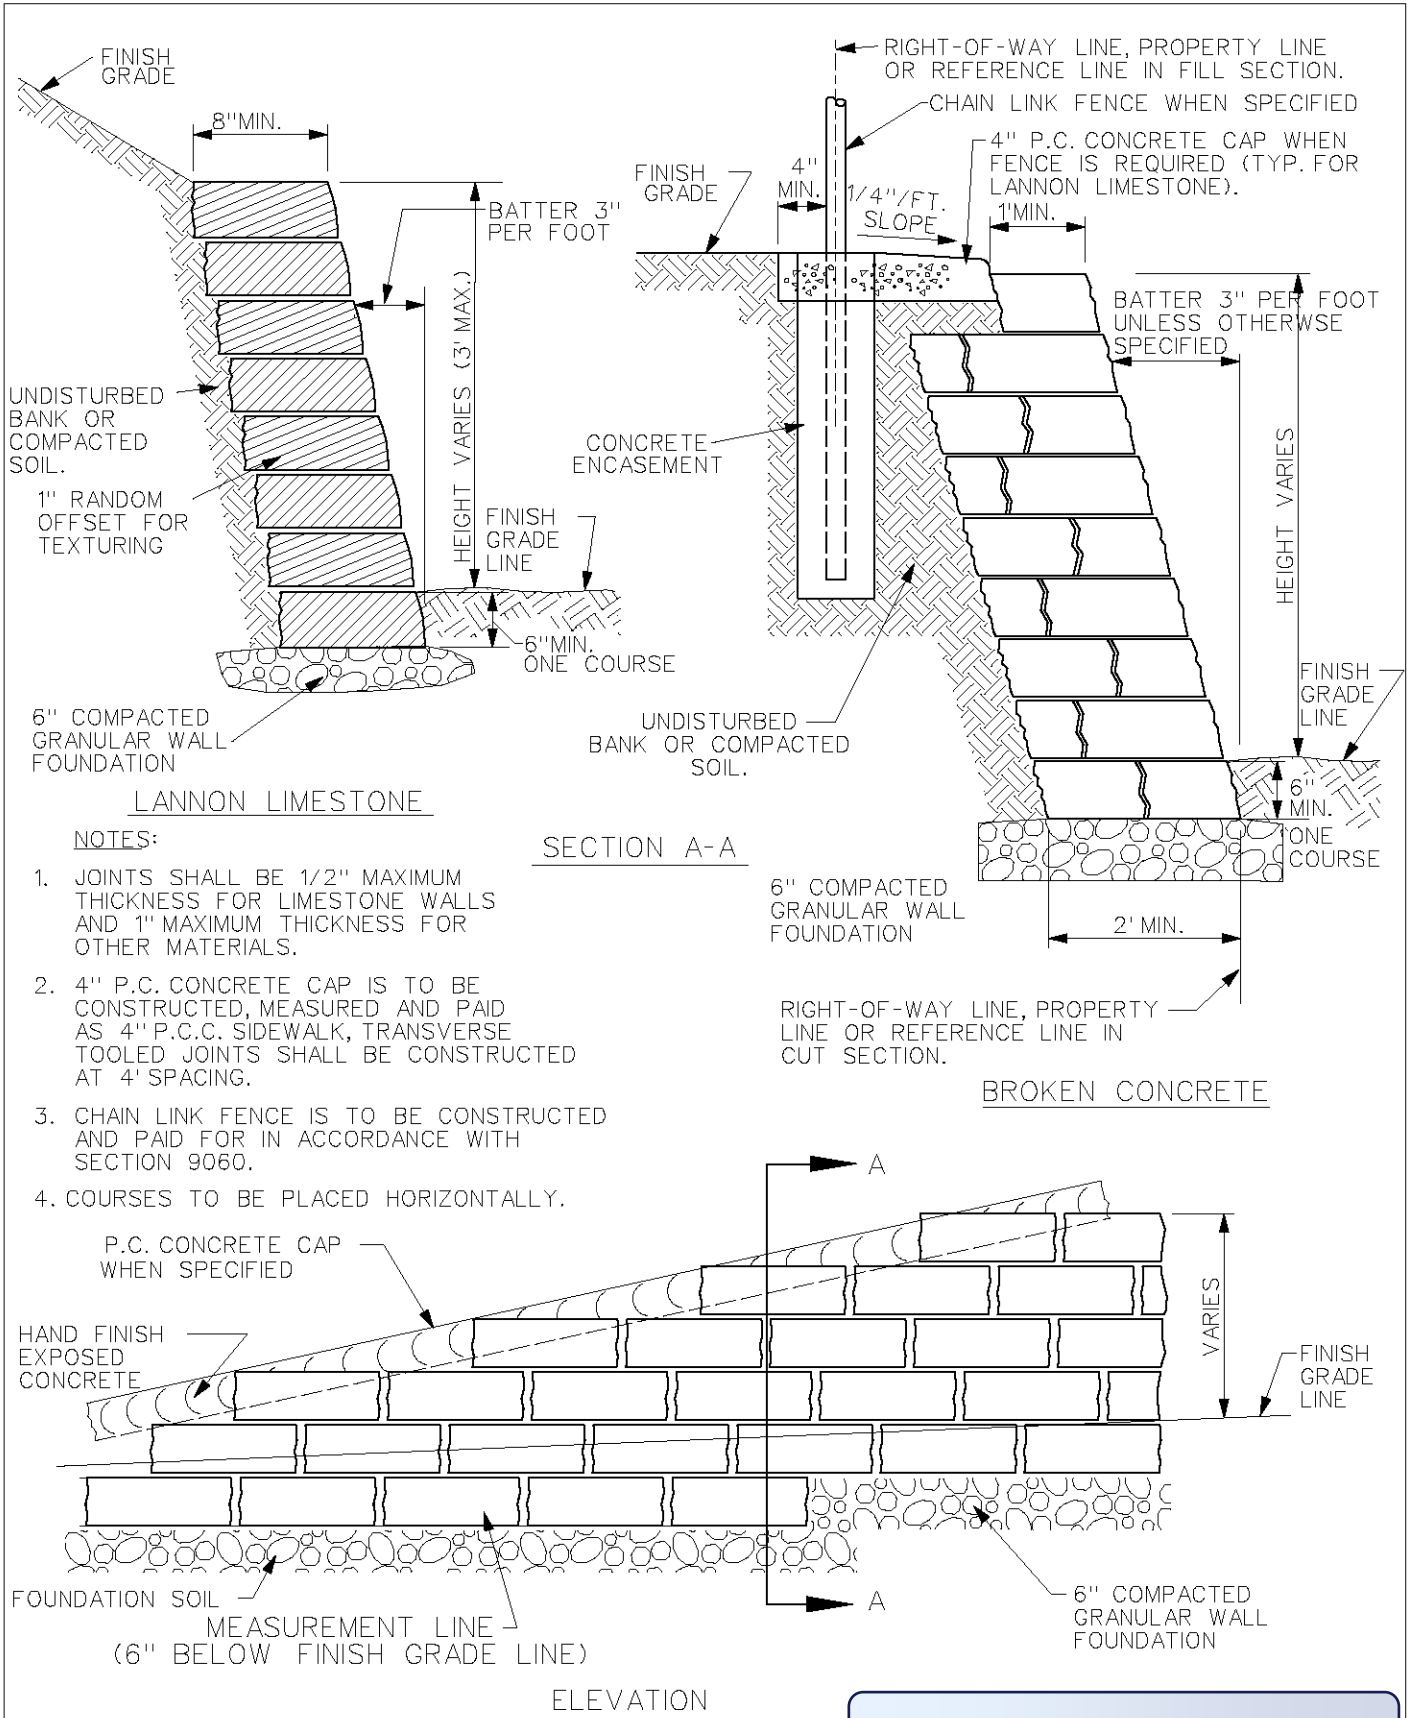 FINISH
GRADE
8"MIN.
BATTER 3"
PER FOOT
HEIGHT VARIES (3' MAX.)
UNDISTURBED
BANK OR
COMPACTED
SOIL.
1" RANDOM
OFFSET FOR
TEXTURING
FINISH
GRADE
LINE
6"MIN.
ONE COURSE
6" COMPACTED
GRANULAR WALL
FOUNDATION
LANNON LIMESTONE
RIGHT-OF-WAY LINE, PROPERTY LINE
OR REFERENCE LINE IN FILL SECTION.
CHAIN LINK FENCE WHEN SPECIFIED
4" P.C. CONCRETE CAP WHEN
FENCE IS REQUIRED (TYP. FOR
LANNON LIMESTONE).
FINISH
GRADE
4"
MIN.
1/4"/FT.
SLOPE
1'MIN.
BATTER 3" PER FOOT
UNLESS OTHERWSE
SPECIFIED
HEIGHT VARIES
CONCRETE
ENCASEMENT
UNDISTURBED
BANK OR COMPACTED
SOIL.
FINISH
GRADE
LINE
6"
MIN.
ONE
COURSE
6" COMPACTED
GRANULAR WALL
FOUNDATION
2' MIN.
RIGHT-OF-WAY LINE, PROPERTY
LINE OR REFERENCE LINE IN
CUT SECTION.
BROKEN CONCRETE
SECTION A-A
NOTES:
1. JOINTS SHALL BE 1/2" MAXIMUM
THICKNESS FOR LIMESTONE WALLS
AND 1" MAXIMUM THICKNESS FOR
OTHER MATERIALS.
2. 4" P.C. CONCRETE CAP IS TO BE
CONSTRUCTED, MEASURED AND PAID
AS 4" P.C.C. SIDEWALK, TRANSVERSE
TOOLED JOINTS SHALL BE CONSTRUCTED
AT 4' SPACING.
3. CHAIN LINK FENCE IS TO BE CONSTRUCTED
AND PAID FOR IN ACCORDANCE WITH
SECTION 9060.
4. COURSES TO BE PLACED HORIZONTALLY.
P.C. CONCRETE CAP
WHEN SPECIFIED
HAND FINISH
EXPOSED
CONCRETE
A
VARIES
FINISH
GRADE
LINE
FOUNDATION SOIL
MEASUREMENT LINE
(6" BELOW FINISH GRADE LINE)
A
6" COMPACTED
GRANULAR WALL
FOUNDATION
ELEVATION